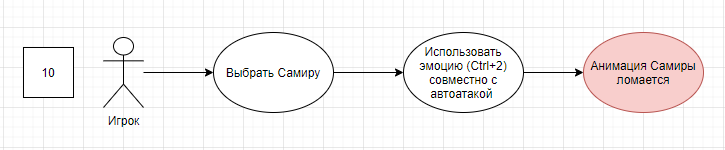 10
Игрок
Выбрать Самиру
Использовать
эмоцию (Ctrl+2)
совместно с
автоатакой
Анимация Самиры
ломается